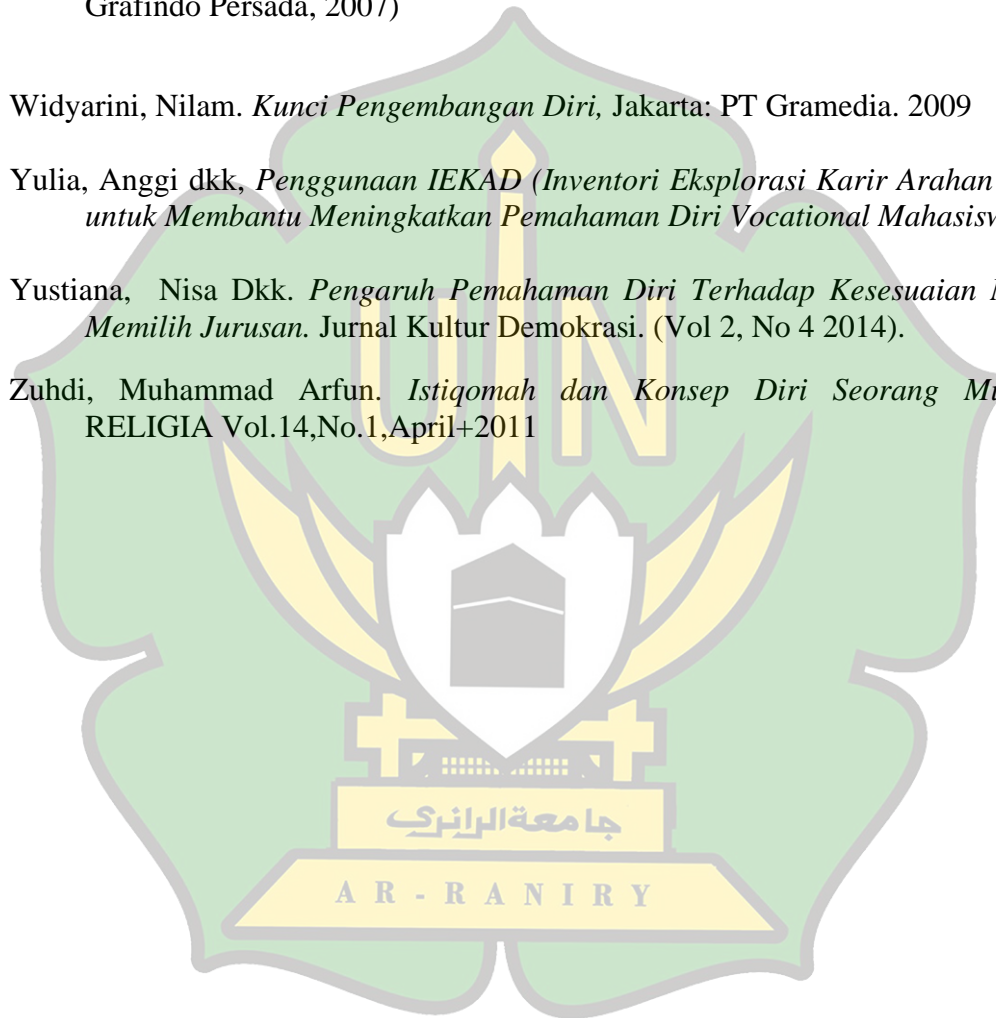 Grafindo Persada, 2007)
Widyarini, Nilam. Kunci Pengembangan Diri, Jakarta: PT Gramedia. 2009
Yulia, Anggi dkk, Penggunaan IEKAD (Inventori Eksplorasi Karir Arahan
untuk Membantu Meningkatkan Pemahaman Diri Vocational
Yustiana, Nisa Dkk. Pengaruh Pemahaman Diri Terhadap Kesesuaian
Memilih Jurusan. Jurnal Kultur Demokrasi. (Vol 2, No 4 2014).
Zuhdi, Muhammad Arfun. Istiqomah dan Konsep Diri Seorang
RELIGIA Vol.14,No.1,April+2011
UIN
جامعة الرانري
AR-RANIRY